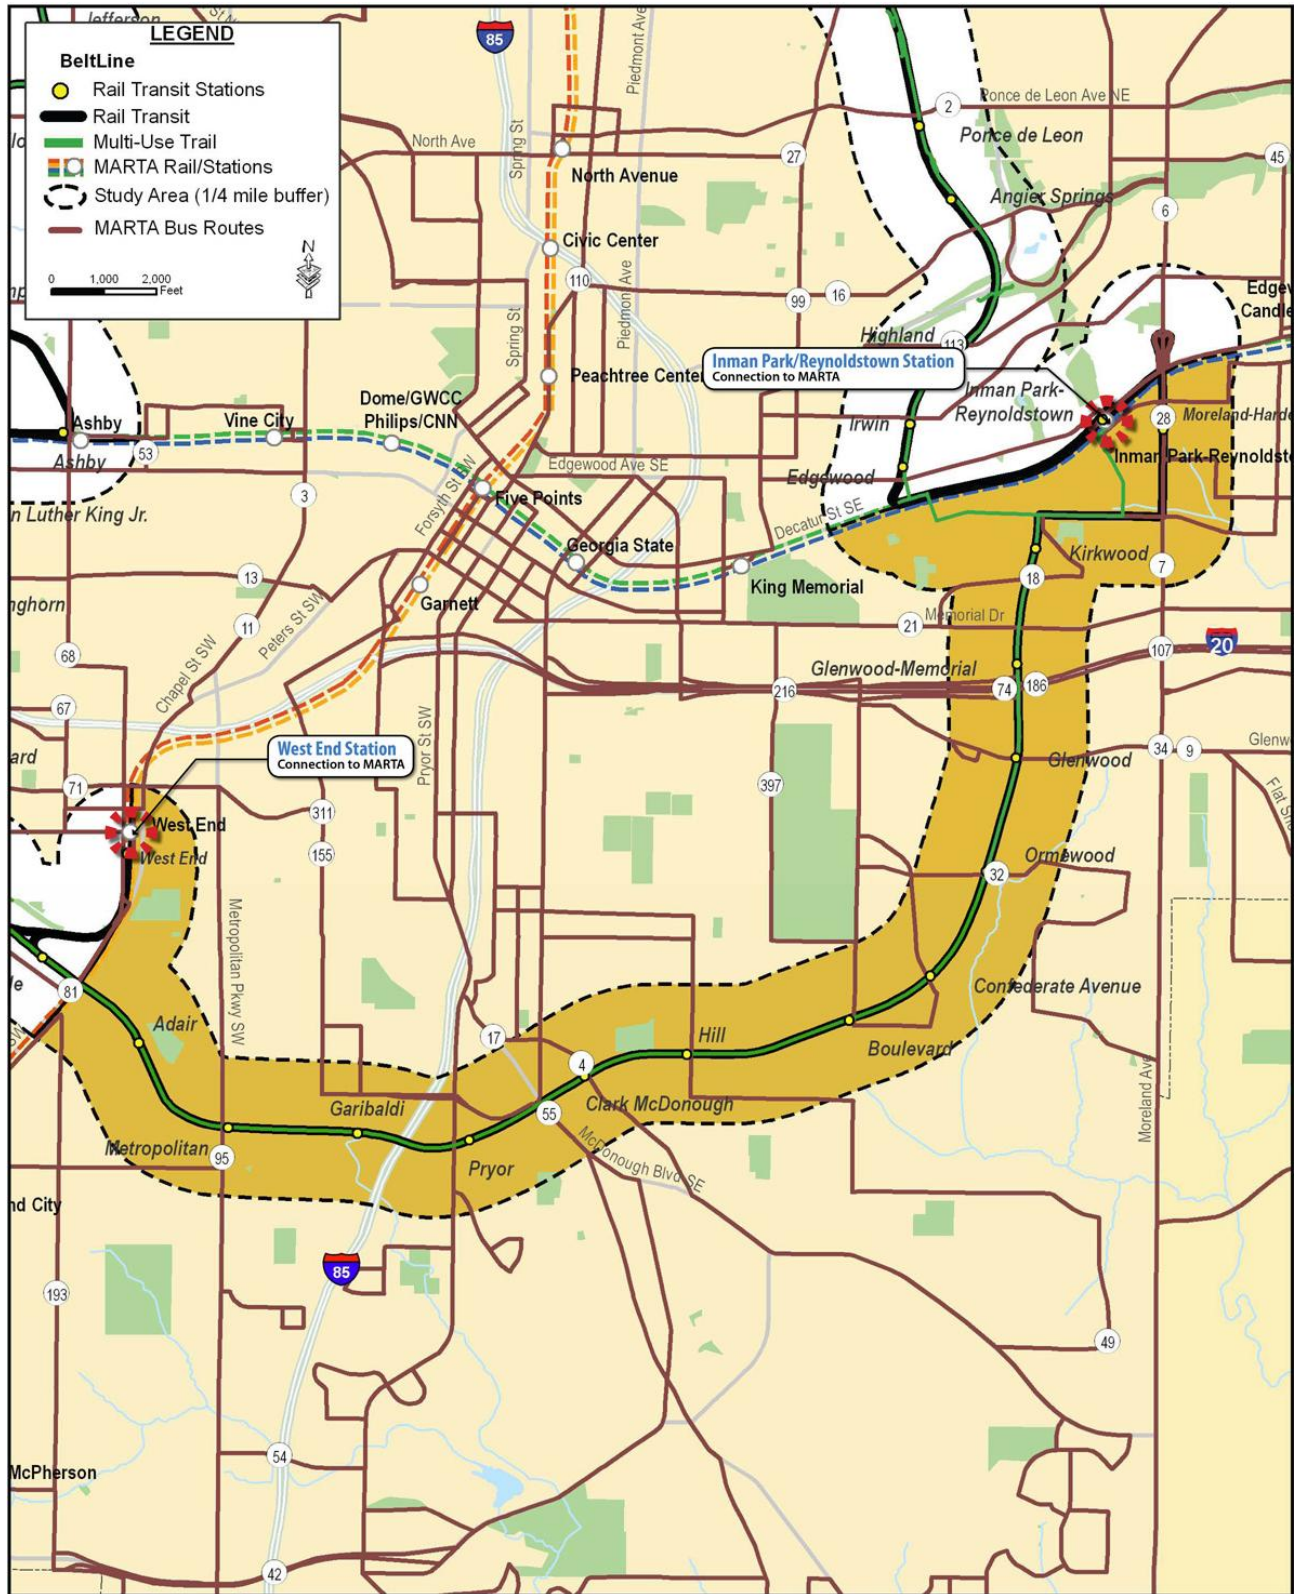 Jefferson
LEGEND
BeltLine
Rail Transit Stations
Rail Transit
Multi-Use Trail
MARTA Rail/Stations
Study Area (1/4 mile buffer)
MARTA Bus Routes
N
0 1,000 2,000
Feet
85
Piedmont Ave
Spring St
North Ave
2
Ponce de Leon Ave NE
Ponce de Leon
27
45
North Avenue
Angier Springs
6
Civic Center
110
Piedmon Ave
99
16
Spring St
Highland
113
Inman Park/Reynoldstown Station
Connection to MARTA
Peachtree Center
Inman Park-
Reynoldstown
Dome/GWCC
Philips/CNN
Vine City
Ashby
Ashby
53
Irwin
28
Inman Park-Reynoldsto
Edgewood Ave SE
Edgewood
Forsyth St SW
Five Points
3
n Luther King Jr.
Decatur St SE
Georgia State
Kirkwood
King Memorial
13
18
7
Garnett
nghorn
Peters St SW
11
21
Memorial Dr
68
107
20
Chapel St SW
Glenwood-Memorial
216
74
186
67
Pryor St SW
West End Station
Connection to MARTA
ard
34
9
Glenw
Glenwood
71
397
311
West End
West End
155
Ormewood
32
Flat Sho
Metropolitan Pkwy SW
le
81
Confederate Avenue
SW
Adair
17
Hill
Boulevard
4
Clark McDonough
Garibaldi
55
Moreland Ave
McDonough Blvd SE
Metropolitan
95
Pryor
nd City
85
193
49
54
McPherson
42